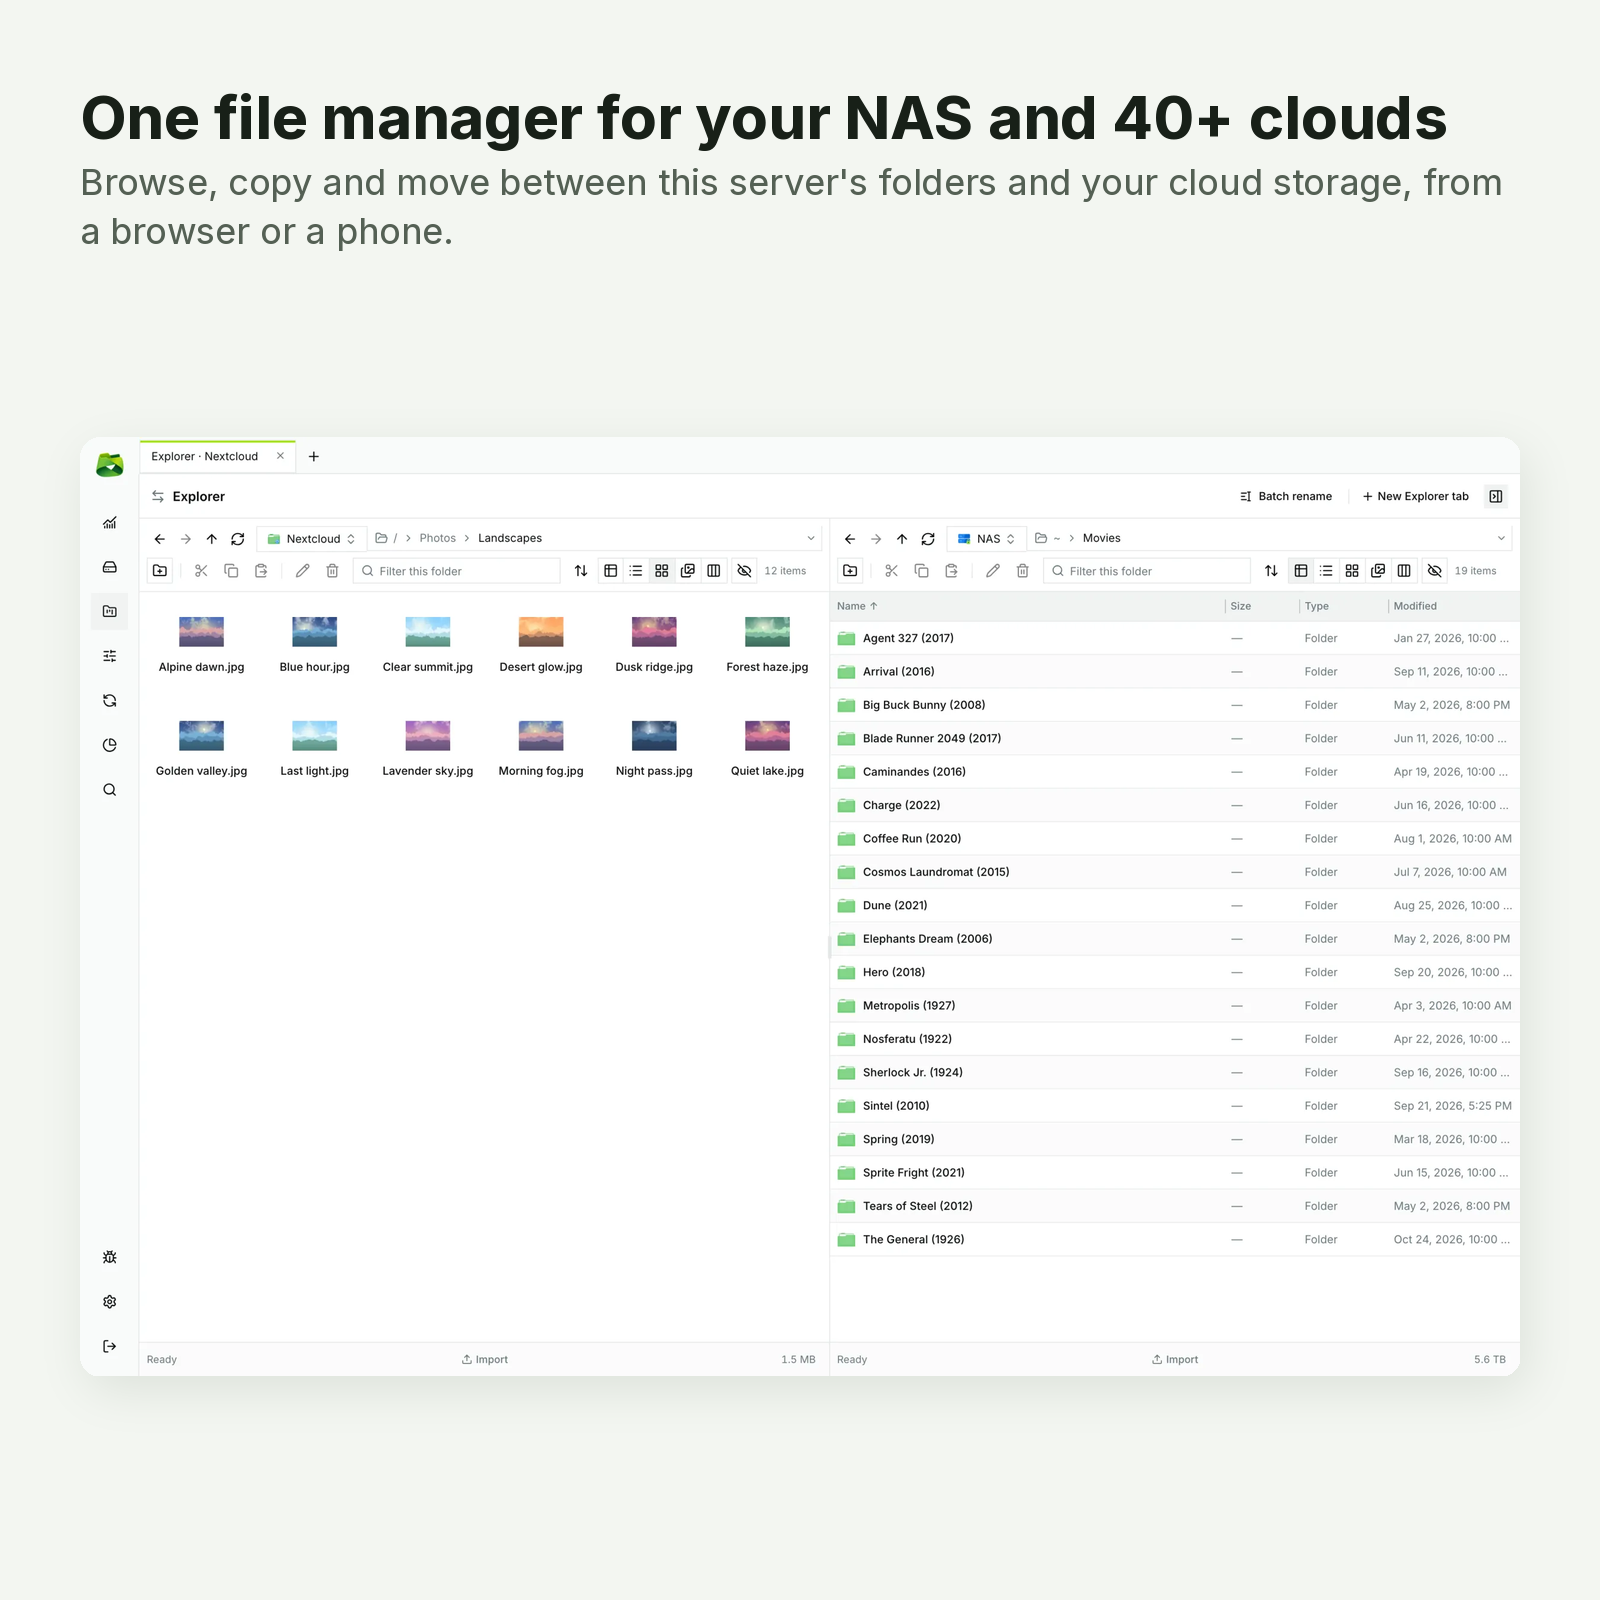 One file manager for your NAS and 40+ clouds
Browse, copy and move between this server's folders and your cloud storage, from
a browser or a phone.
Explorer · Nextcloud
Explorer
Batch rename
New Explorer tab
Nextcloud
/ Photos Landscapes
Filter this folder
12 items
Alpine dawn.jpg
Blue hour.jpg
Clear summit.jpg
Desert glow.jpg
Dusk ridge.jpg
Forest haze.jpg
Golden valley.jpg
Last light.jpg
Lavender sky.jpg
Morning fog.jpg
Night pass.jpg
Quiet lake.jpg
Ready
Import
1.5 MB
NAS
~ Movies
Filter this folder
19 items
Name Size Type Modified
Agent 327 (2017) — Folder Jan 27, 2026, 10:00 ...
Arrival (2016) — Folder Sep 11, 2026, 10:00 ...
Big Buck Bunny (2008) — Folder May 2, 2026, 8:00 PM
Blade Runner 2049 (2017) — Folder Jun 11, 2026, 10:00 ...
Caminandes (2016) — Folder Apr 19, 2026, 10:00 ...
Charge (2022) — Folder Jun 16, 2026, 10:00 ...
Coffee Run (2020) — Folder Aug 1, 2026, 10:00 AM
Cosmos Laundromat (2015) — Folder Jul 7, 2026, 10:00 AM
Dune (2021) — Folder Aug 25, 2026, 10:00 ...
Elephants Dream (2006) — Folder May 2, 2026, 8:00 PM
Hero (2018) — Folder Sep 20, 2026, 10:00 ...
Metropolis (1927) — Folder Apr 3, 2026, 10:00 AM
Nosferatu (1922) — Folder Apr 22, 2026, 10:00 ...
Sherlock Jr. (1924) — Folder Sep 16, 2026, 10:00 ...
Sintel (2010) — Folder Sep 21, 2026, 5:25 PM
Spring (2019) — Folder Mar 18, 2026, 10:00 ...
Sprite Fright (2021) — Folder Jun 15, 2026, 10:00 ...
Tears of Steel (2012) — Folder May 2, 2026, 8:00 PM
The General (1926) — Folder Oct 24, 2026, 10:00 ...
Ready
Import
5.6 TB